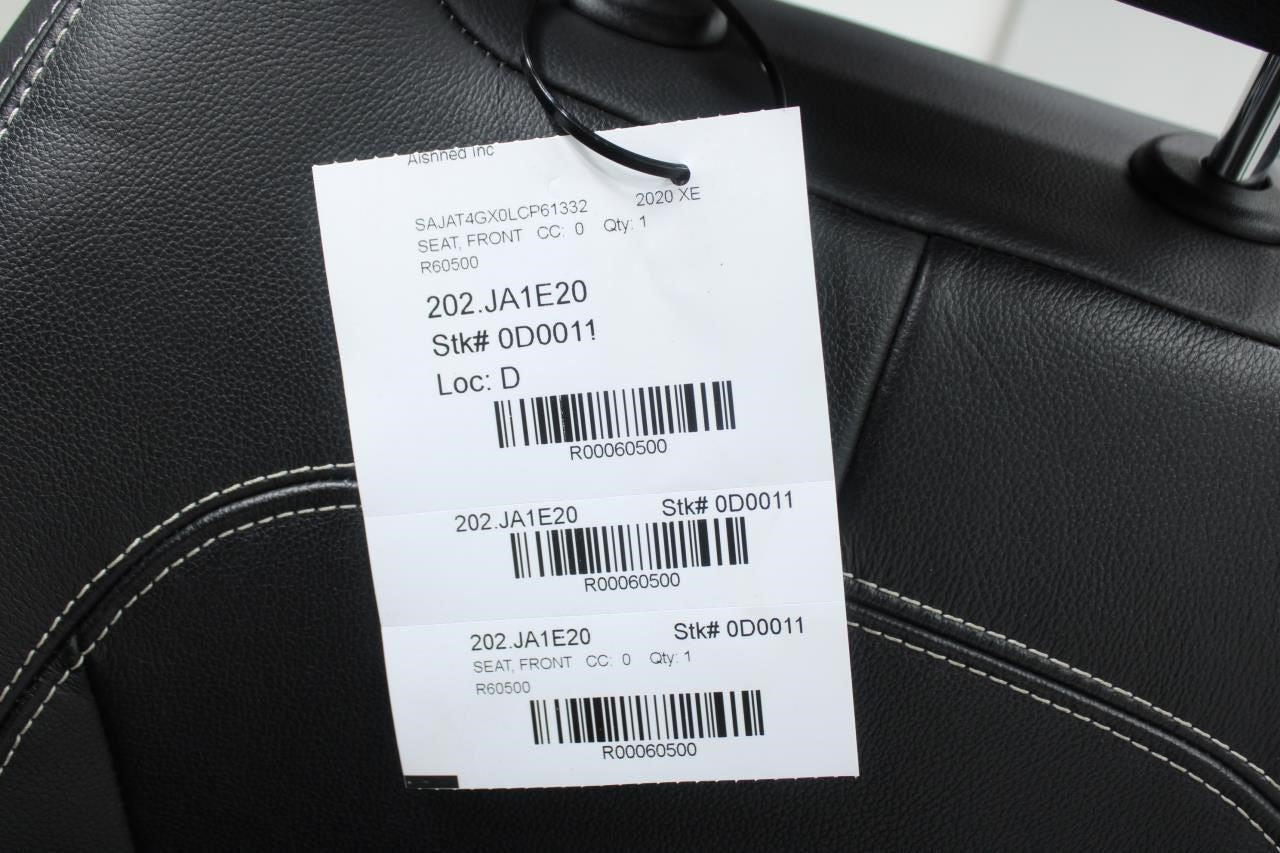 Aishned Inc
SAJAT4GX0LCP61332 2020 XE
SEAT, FRONT CC: 0 Qty: 1
R60500
202.JA1E20
Stk# 0D0011
Loc: D
R00060500
202.JA1E20 Stk# 0D0011
R00060500
202.JA1E20 Stk# 0D0011
SEAT, FRONT CC: 0 Qty: 1
R60500
R00060500